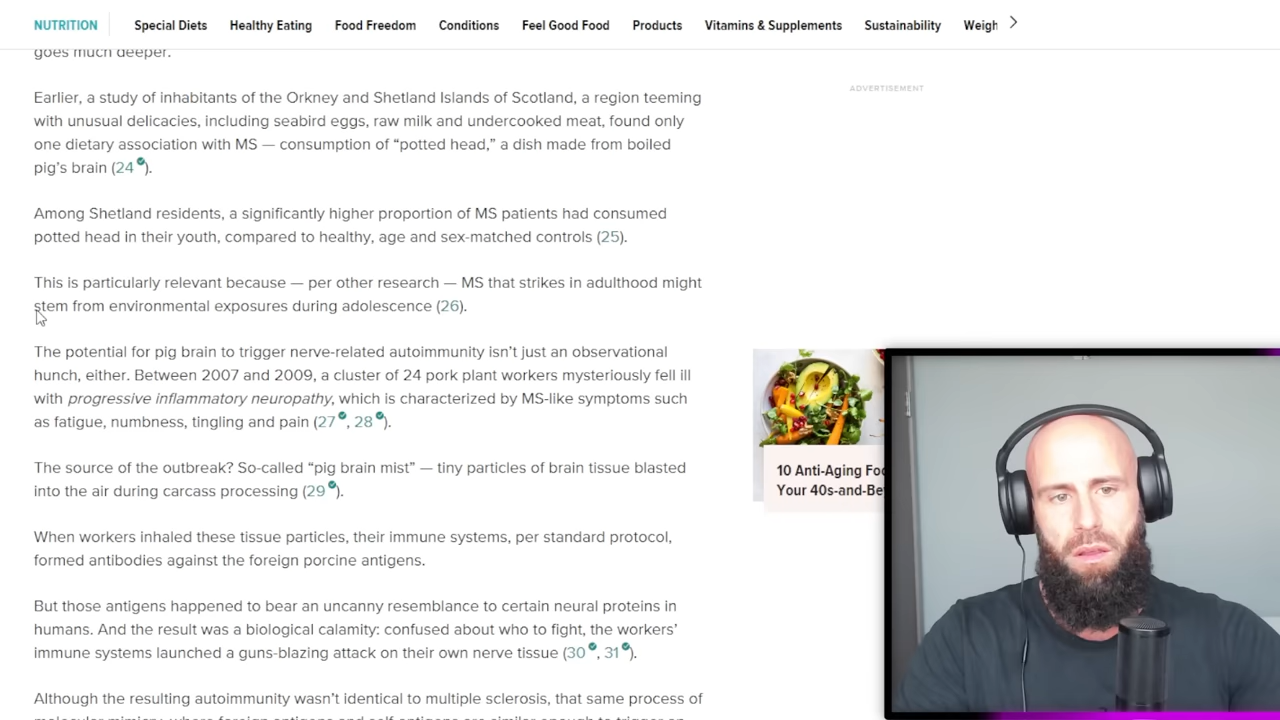 NUTRITION
Special Diets
Healthy Eating
Food Freedom
Conditions
Feel Good Food
Products
Vitamins & Supplements
Sustainability
Weigh
goes much deeper.
ADVERTISEMENT
Earlier, a study of inhabitants of the Orkney and Shetland Islands of Scotland, a region teeming
with unusual delicacies, including seabird eggs, raw milk and undercooked meat, found only
one dietary association with MS — consumption of “potted head,” a dish made from boiled
pig’s brain (24).
Among Shetland residents, a significantly higher proportion of MS patients had consumed
potted head in their youth, compared to healthy, age and sex-matched controls (25).
This is particularly relevant because — per other research — MS that strikes in adulthood might
stem from environmental exposures during adolescence (26).
The potential for pig brain to trigger nerve-related autoimmunity isn’t just an observational
hunch, either. Between 2007 and 2009, a cluster of 24 pork plant workers mysteriously fell ill
with progressive inflammatory neuropathy, which is characterized by MS-like symptoms such
as fatigue, numbness, tingling and pain (27, 28).
The source of the outbreak? So-called “pig brain mist” — tiny particles of brain tissue blasted
into the air during carcass processing (29).
When workers inhaled these tissue particles, their immune systems, per standard protocol,
formed antibodies against the foreign porcine antigens.
But those antigens happened to bear an uncanny resemblance to certain neural proteins in
humans. And the result was a biological calamity: confused about who to fight, the workers’
immune systems launched a guns-blazing attack on their own nerve tissue (30, 31).
Although the resulting autoimmunity wasn’t identical to multiple sclerosis, that same process of
10 Anti-Aging Foo
Your 40s-and-Be